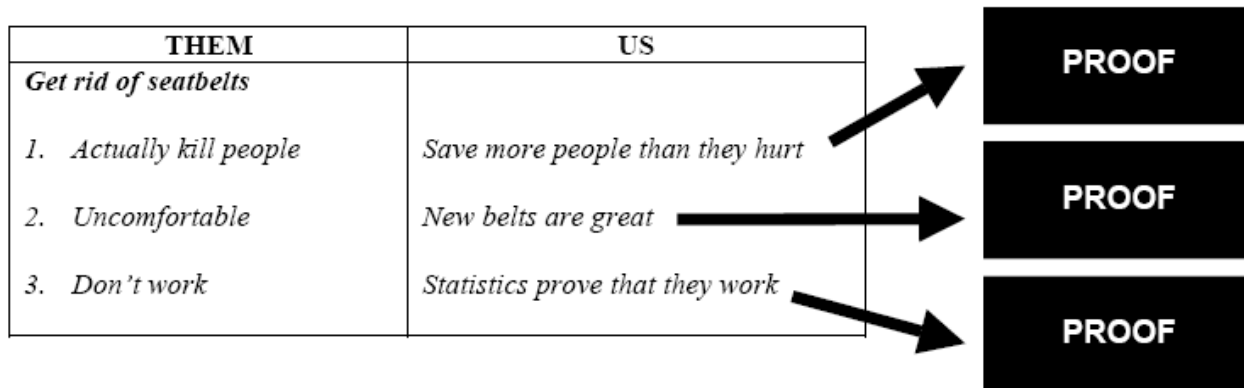 THEM US
Get rid of seatbelts
1. Actually kill people Save more people than they hurt PROOF
2. Uncomfortable New belts are great PROOF
3. Don't work Statistics prove that they work PROOF